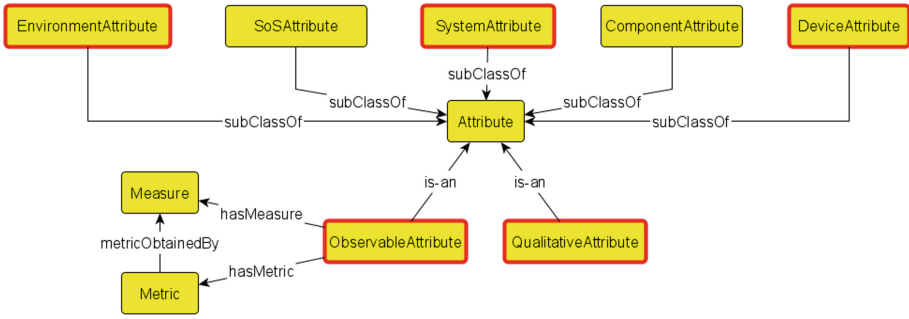 EnvironmentAttribute
SoSAttribute
SystemAttribute
ComponentAttribute
DeviceAttribute
subClassOf
subClassOf
subClassOf
subClassOf
subClassOf
Attribute
is-an
is-an
Measure
hasMeasure
metricObtainedBy
ObservableAttribute
QualitativeAttribute
hasMetric
Metric